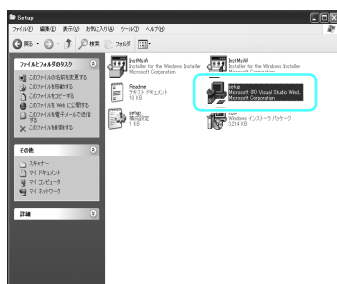 Setup
ファイル(F) 編集(E) 表示(V) お気に入り(A) ツール(T) ヘルプ(H)
戻る 検索 フォルダ
ファイルとフォルダのタスク
このファイルの名前を変更する
このファイルを移動する
このファイルをコピーする
このファイルを Web に公開する
このファイルを電子メールで送信する
このファイルを削除する
その他
スキャナー
マイ ドキュメント
マイ コンピュータ
マイ ネットワーク
詳細
InstMsiA
Installer for the Windows Installer
Microsoft Corporation
InstMsiW
Installer for the Windows Installer
Microsoft Corporation
Readme
テキスト ドキュメント
10 KB
setup
Microsoft (R) Visual Studio Wind...
Microsoft Corporation
setup
構成設定
1 KB
Windows インストーラ パッケージ
3,214 KB